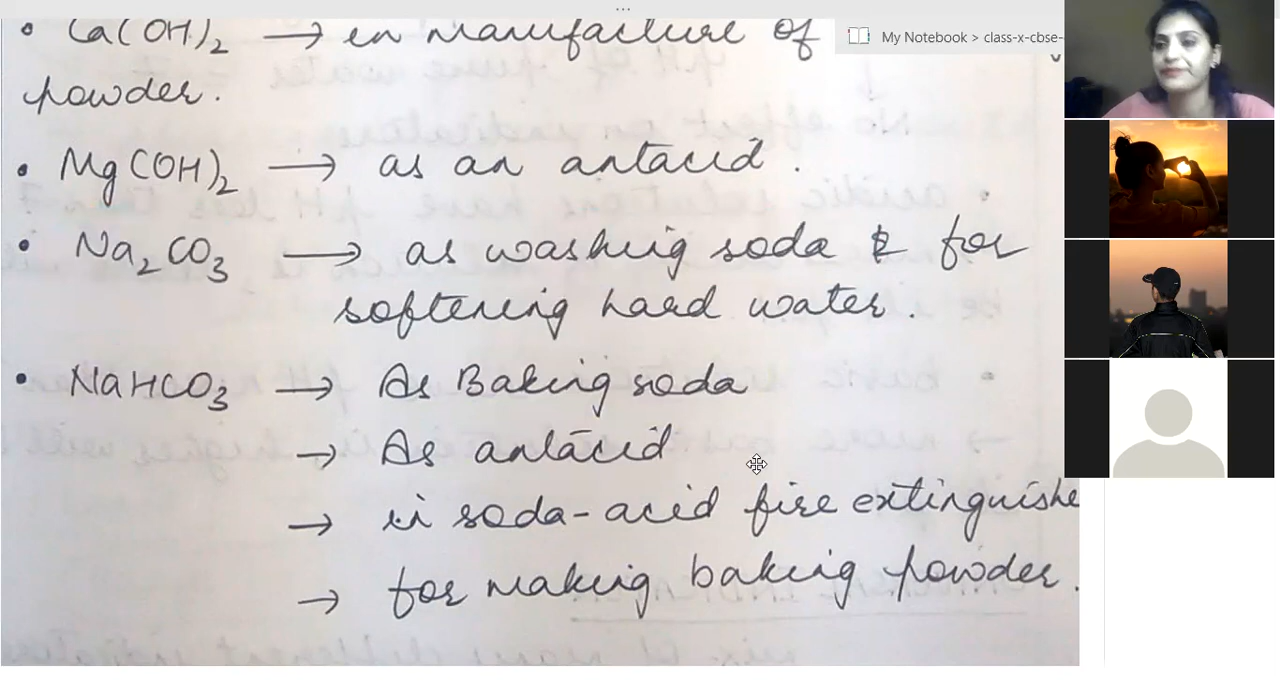 • Ca(OH)₂ → in manufacture of
My Notebook > class-x-cbse-
powder.
• Mg(OH)₂ → as an antacid.
• Na₂CO₃ → as washing soda & for
softening hard water.
• NaHCO₃ → As Baking soda
→ As antacid
→ in soda-acid fire extinguishe
→ for making baking powder.